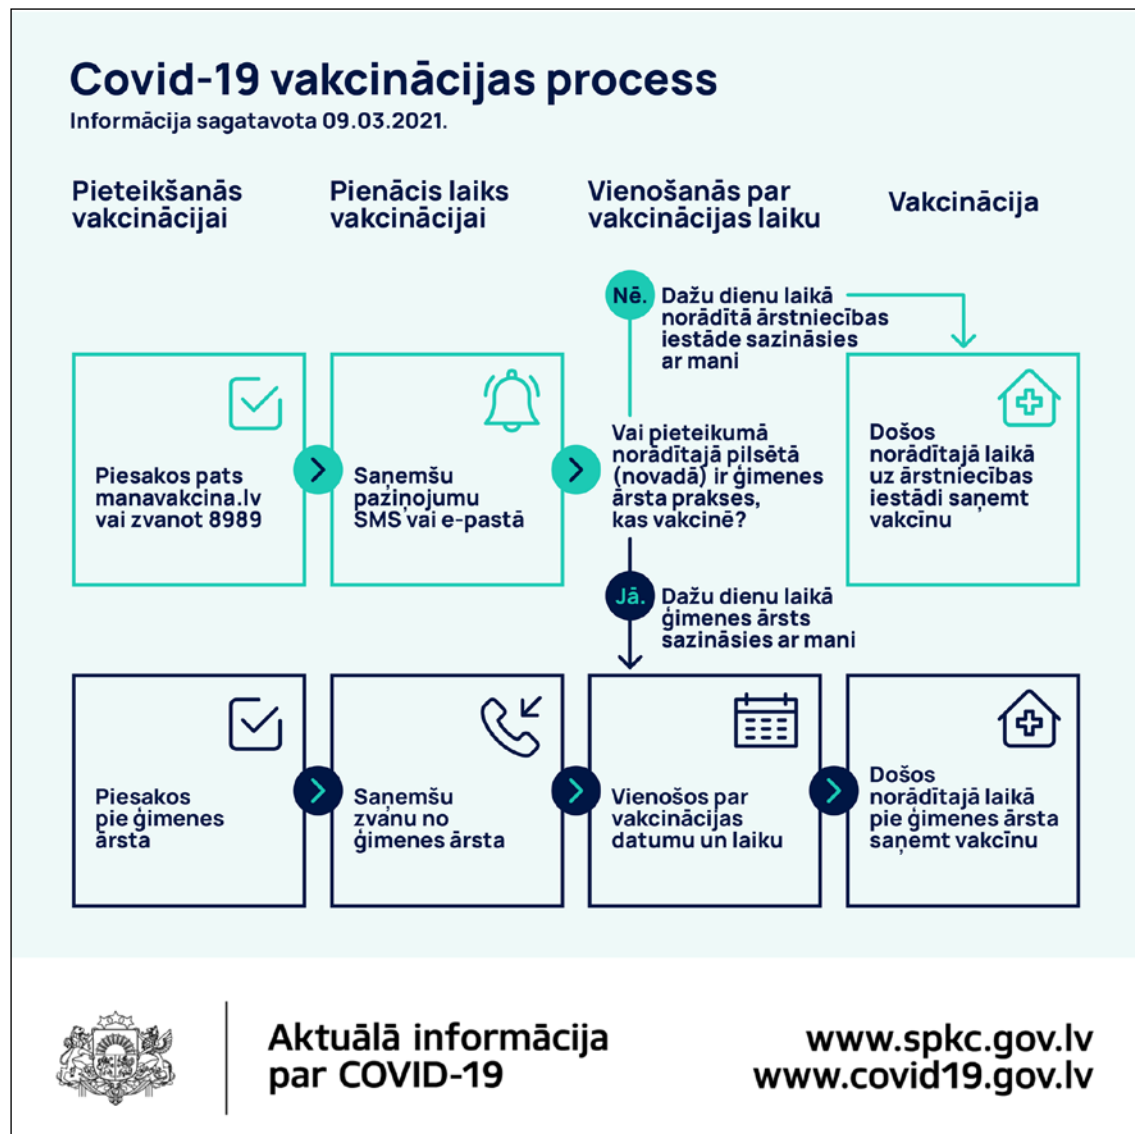 Covid-19 vakcinācijas process
Informācija sagatavota 09.03.2021.
Pieteikšanās
vakcinācijai
Pienācis laiks
vakcinācijai
Vienošanās par
vakcinācijas laiku
Vakcinācija
Nē.
Dažu dienu laikā
norādītā ārstniecības
iestāde sazināsies
ar mani
Piesakos pats
manavakcina.lv
vai zvanot 8989
Saņemšu
paziņojumu
SMS vai e-pastā
Vai pieteikumā
norādītajā pilsētā
(novadā) ir ģimenes
ārsta prakses,
kas vakcinē?
Došos
norādītajā laikā
uz ārstniecības
iestādi saņemt
vakcīnu
Jā.
Dažu dienu laikā
ģimenes ārsts
sazināsies ar mani
Piesakos
pie ģimenes
ārsta
Saņemšu
zvanu no
ģimenes ārsta
Vienošos par
vakcinācijas
datumu un laiku
Došos
norādītajā laikā
pie ģimenes ārsta
saņemt vakcīnu
Aktuālā informācija
par COVID-19
www.spkc.gov.lv
www.covid19.gov.lv